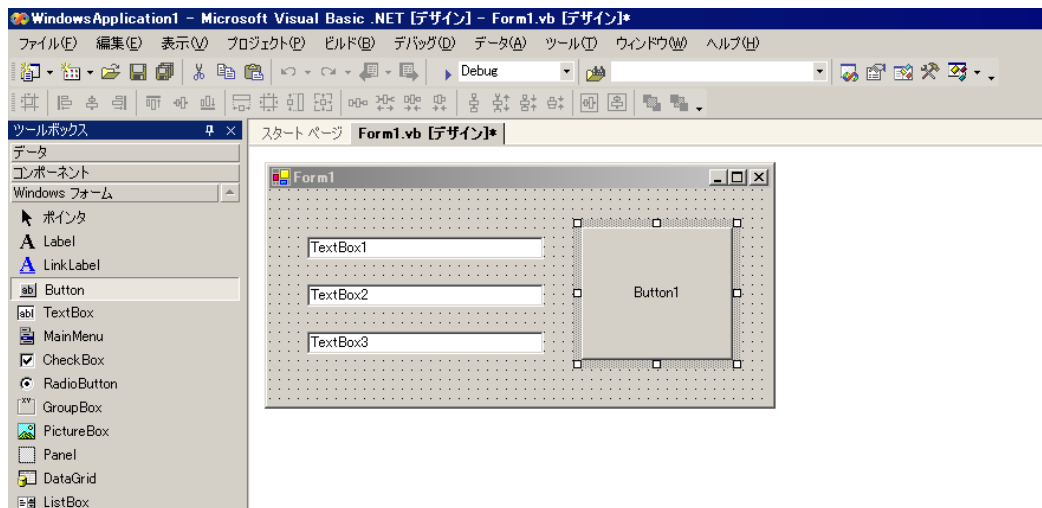 WindowsApplication1 - Microsoft Visual Basic .NET [デザイン] - Form1.vb [デザイン]*
ファイル(F) 編集(E) 表示(V) プロジェクト(P) ビルド(B) デバッグ(D) データ(A) ツール(T) ウィンドウ(W) ヘルプ(H)
Debug
ツールボックス
スタート ページ Form1.vb [デザイン]*
データ
コンポーネント
Windows フォーム
ポインタ
A Label
A LinkLabel
ab Button
abl TextBox
MainMenu
CheckBox
RadioButton
XY GroupBox
PictureBox
Panel
DataGrid
ListBox
Form1
TextBox1
TextBox2
TextBox3
Button1